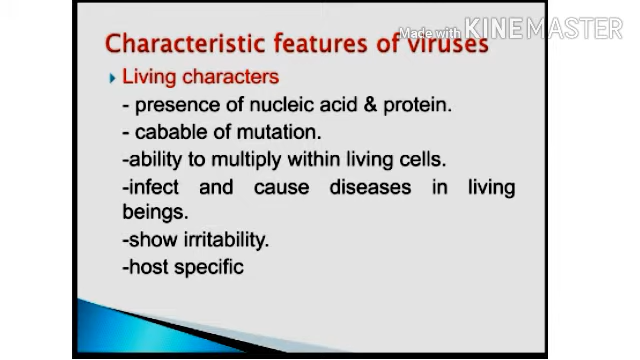 Made with KINEMASTER
Characteristic features of viruses
Living characters
- presence of nucleic acid & protein.
- cabable of mutation.
-ability to multiply within living cells.
-infect and cause diseases in living
beings.
-show irritability.
-host specific